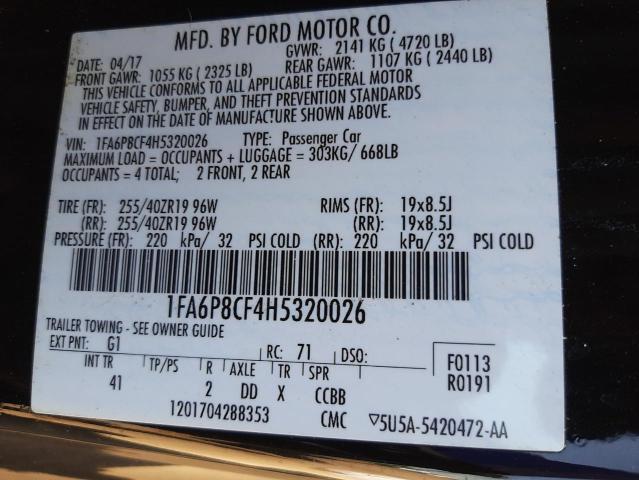 MFD. BY FORD MOTOR CO.
DATE: 04/17 GVWR: 2141 KG ( 4720 LB)
FRONT GAWR: 1055 KG ( 2325 LB) REAR GAWR: 1107 KG ( 2440 LB)
THIS VEHICLE CONFORMS TO ALL APPLICABLE FEDERAL MOTOR
VEHICLE SAFETY, BUMPER, AND THEFT PREVENTION STANDARDS
IN EFFECT ON THE DATE OF MANUFACTURE SHOWN ABOVE.
VIN: 1FA6P8CF4H5320026 TYPE: Passenger Car
MAXIMUM LOAD = OCCUPANTS + LUGGAGE = 303KG/ 668LB
OCCUPANTS = 4 TOTAL; 2 FRONT, 2 REAR
TIRE (FR): 255/40ZR19 96W RIMS (FR): 19x8.5J
(RR): 255/40ZR19 96W (RR): 19x8.5J
PRESSURE (FR): 220 kPa/ 32 PSI COLD (RR): 220 kPa/ 32 PSI COLD
1FA6P8CF4H5320026
TRAILER TOWING - SEE OWNER GUIDE
EXT PNT: G1 RC: 71 DSO: F0113
INT TR TP/PS R AXLE TR SPR R0191
41 2 DD X CCBB
1201704288353 CMC ▽5U5A-5420472-AA